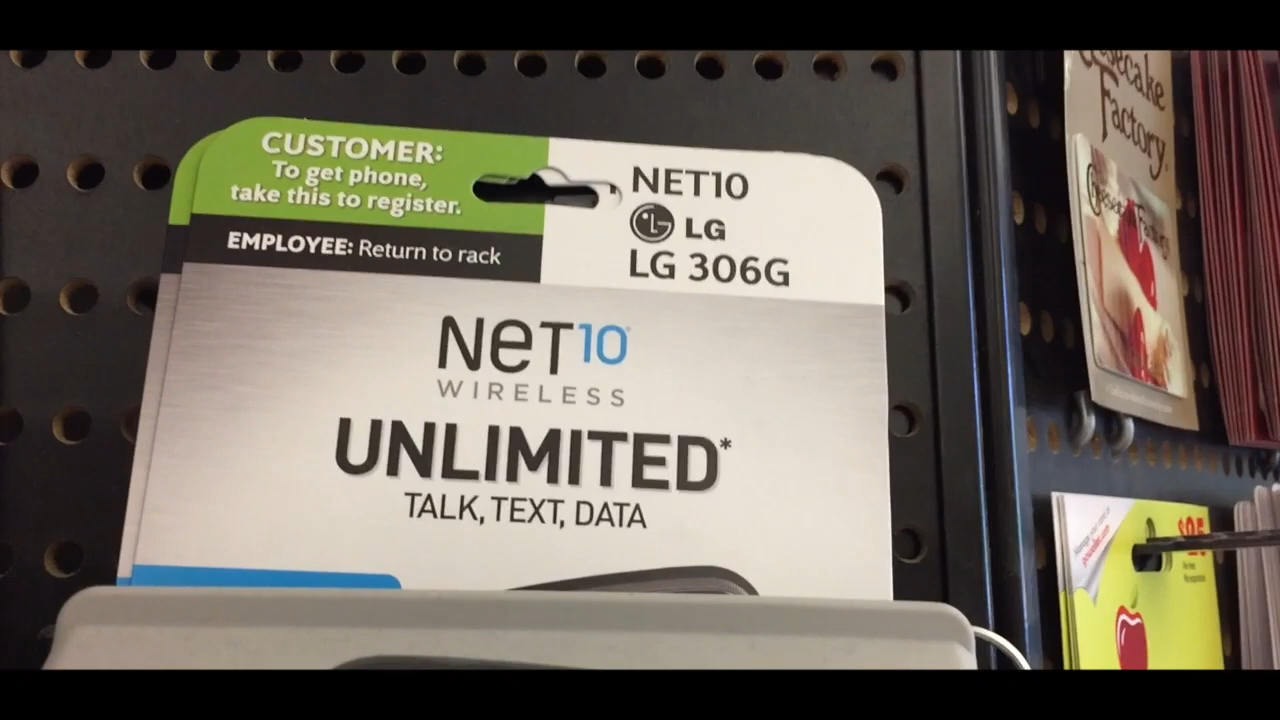 CUSTOMER:
To get phone,
take this to register.
EMPLOYEE: Return to rack
NET10
LG
LG 306G
NET10
WIRELESS
UNLIMITED*
TALK, TEXT, DATA
Factory
$25